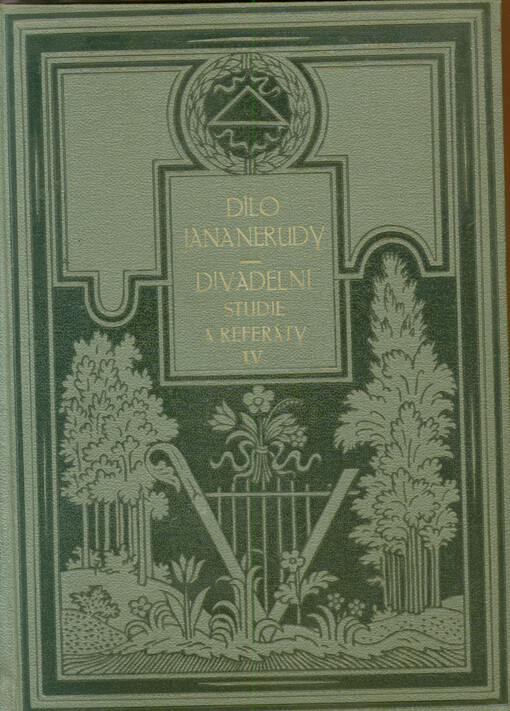 DÍLO
JANA NERUDY
DIVADELNÍ
STUDIE
A REFERÁTY
IV